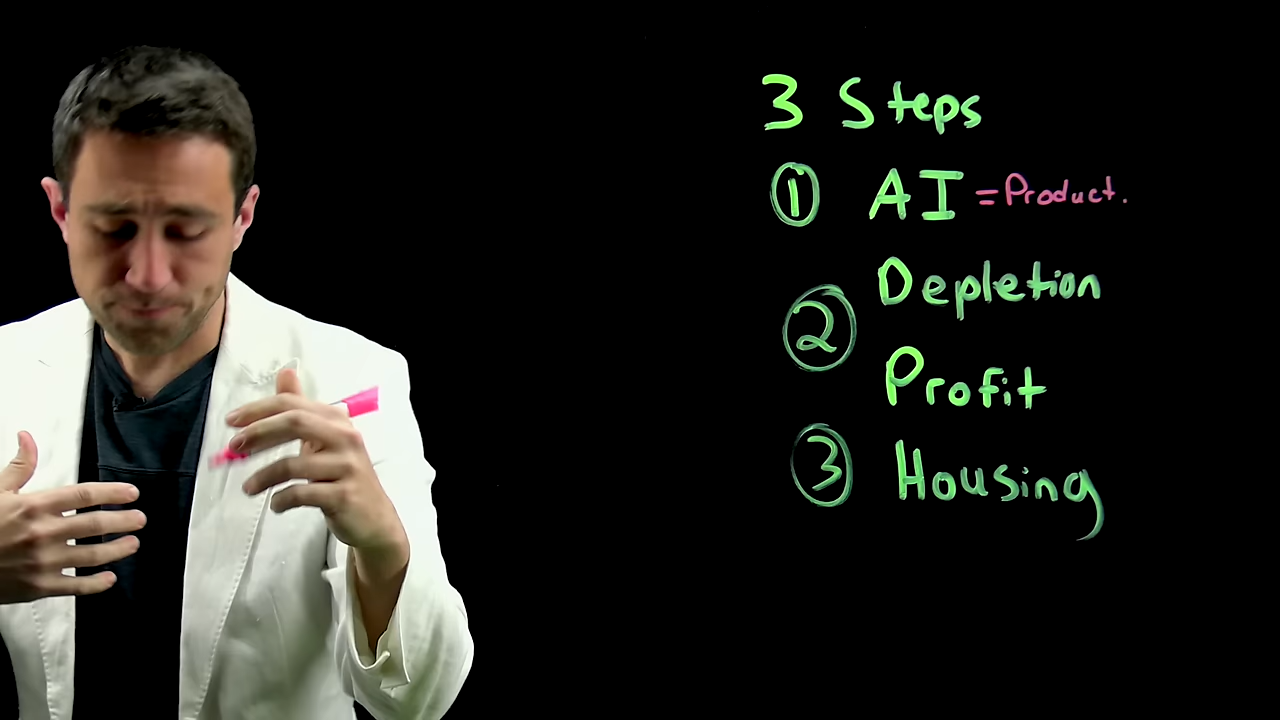 3 Steps
① AI = Product.
Depletion
②
Profit
③ Housing